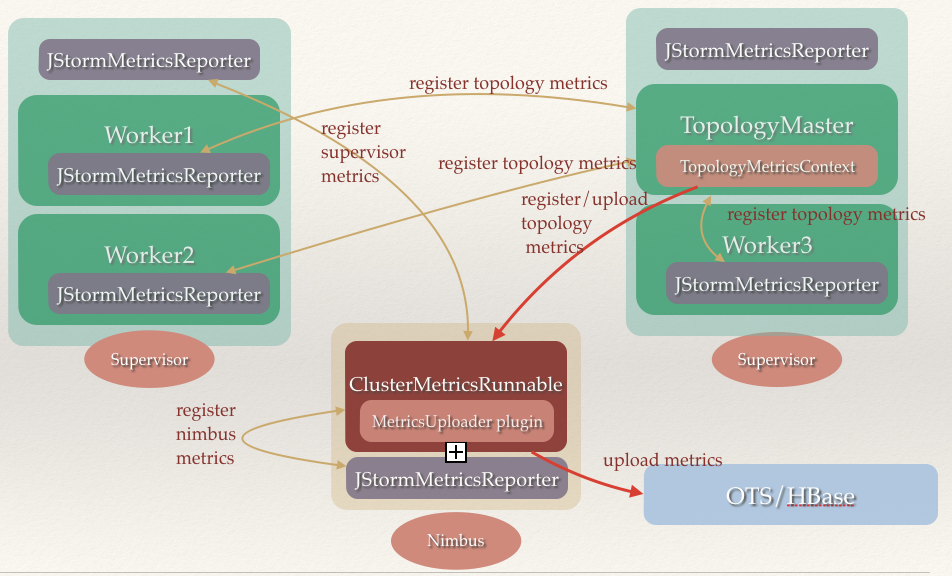 JStormMetricsReporter
Worker1
JStormMetricsReporter
Worker2
JStormMetricsReporter
Supervisor
register topology metrics
register
supervisor
metrics
register topology metrics
register/upload
topology
metrics
JStormMetricsReporter
TopologyMaster
TopologyMetricsContext
register topology metrics
Worker3
JStormMetricsReporter
Supervisor
register
nimbus
metrics
ClusterMetricsRunnable
MetricsUploader plugin
JStormMetricsReporter
Nimbus
upload metrics
OTS/HBase